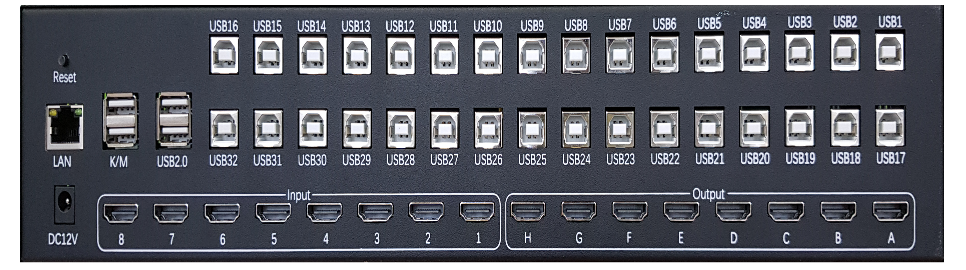 USB16 USB15 USB14 USB13 USB12 USB11 USB10 USB9 USB8 USB7 USB6 USB5 USB4 USB3 USB2 USB1
Reset
LAN K/M USB2.0 USB32 USB31 USB30 USB29 USB28 USB27 USB26 USB25 USB24 USB23 USB22 USB21 USB20 USB19 USB18 USB17
Input Output
DC12V 8 7 6 5 4 3 2 1 H G F E D C B A